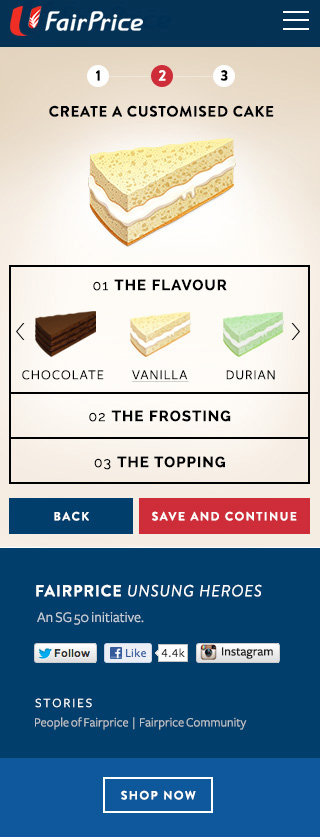 FairPrice
1 2 3
CREATE A CUSTOMISED CAKE
01 THE FLAVOUR
CHOCOLATE VANILLA DURIAN
02 THE FROSTING
03 THE TOPPING
BACK SAVE AND CONTINUE
FAIRPRICE UNSUNG HEROES
An SG 50 initiative.
Follow Like 4.4k Instagram
STORIES
People of Fairprice | Fairprice Community
SHOP NOW